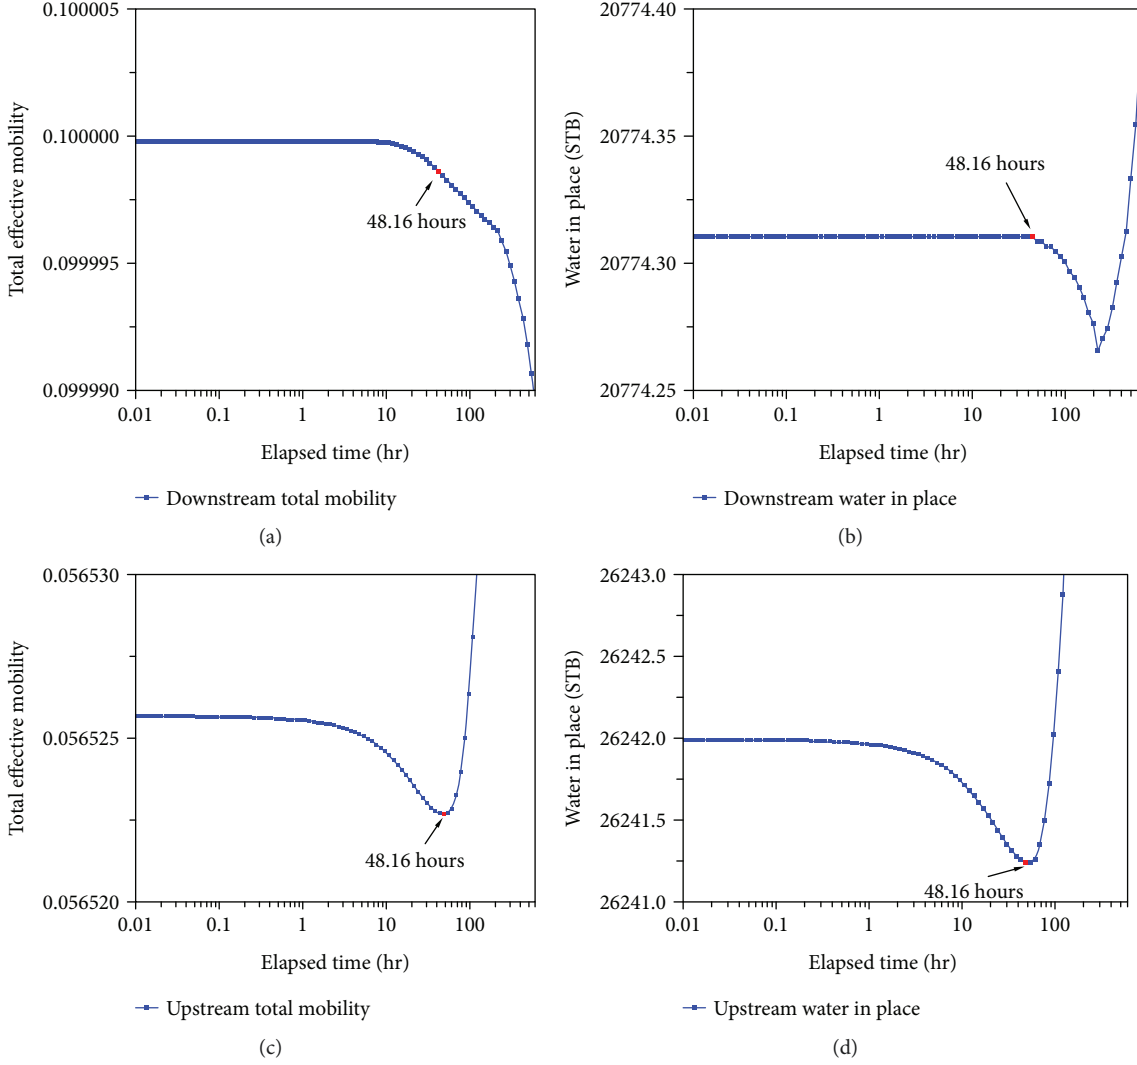 0.100005
0.100000
0.099995
0.099990
Total effective mobility
48.16 hours
0.01 0.1 1 10 100
Elapsed time (hr)
Downstream total mobility
(a)
20774.40
20774.35
20774.30
20774.25
Water in place (STB)
48.16 hours
0.01 0.1 1 10 100
Elapsed time (hr)
Downstream water in place
(b)
0.056530
0.056525
0.056520
Total effective mobility
48.16 hours
0.01 0.1 1 10 100
Elapsed time (hr)
Upstream total mobility
(c)
26243.0
26242.5
26242.0
26241.5
26241.0
Water in place (STB)
48.16 hours
0.01 0.1 1 10 100
Elapsed time (hr)
Upstream water in place
(d)